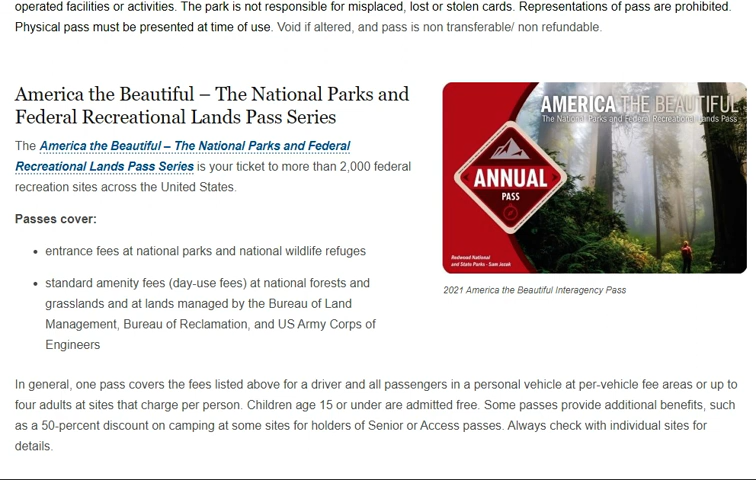 operated facilities or activities. The park is not responsible for misplaced, lost or stolen cards. Representations of pass are prohibited.
Physical pass must be presented at time of use. Void if altered, and pass is non transferable/ non refundable.
America the Beautiful – The National Parks and
Federal Recreational Lands Pass Series
The America the Beautiful – The National Parks and Federal
Recreational Lands Pass Series is your ticket to more than 2,000 federal
recreation sites across the United States.
Passes cover:
• entrance fees at national parks and national wildlife refuges
• standard amenity fees (day-use fees) at national forests and
grasslands and at lands managed by the Bureau of Land
Management, Bureau of Reclamation, and US Army Corps of
Engineers
AMERICA THE BEAUTIFUL
The National Parks and Federal Recreational Lands Pass
ANNUAL
PASS
Redwood National
and State Parks - Sam Jacek
2021 America the Beautiful Interagency Pass
In general, one pass covers the fees listed above for a driver and all passengers in a personal vehicle at per-vehicle fee areas or up to
four adults at sites that charge per person. Children age 15 or under are admitted free. Some passes provide additional benefits, such
as a 50-percent discount on camping at some sites for holders of Senior or Access passes. Always check with individual sites for
details.